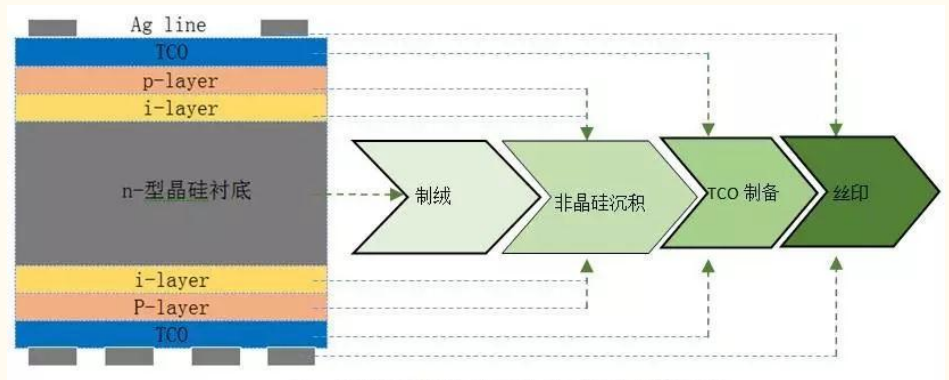 Ag line
TCO
p-layer
i-layer
n-型晶硅衬底
i-layer
P-layer
TCO
制绒
非晶硅沉积
TCO 制备
丝印